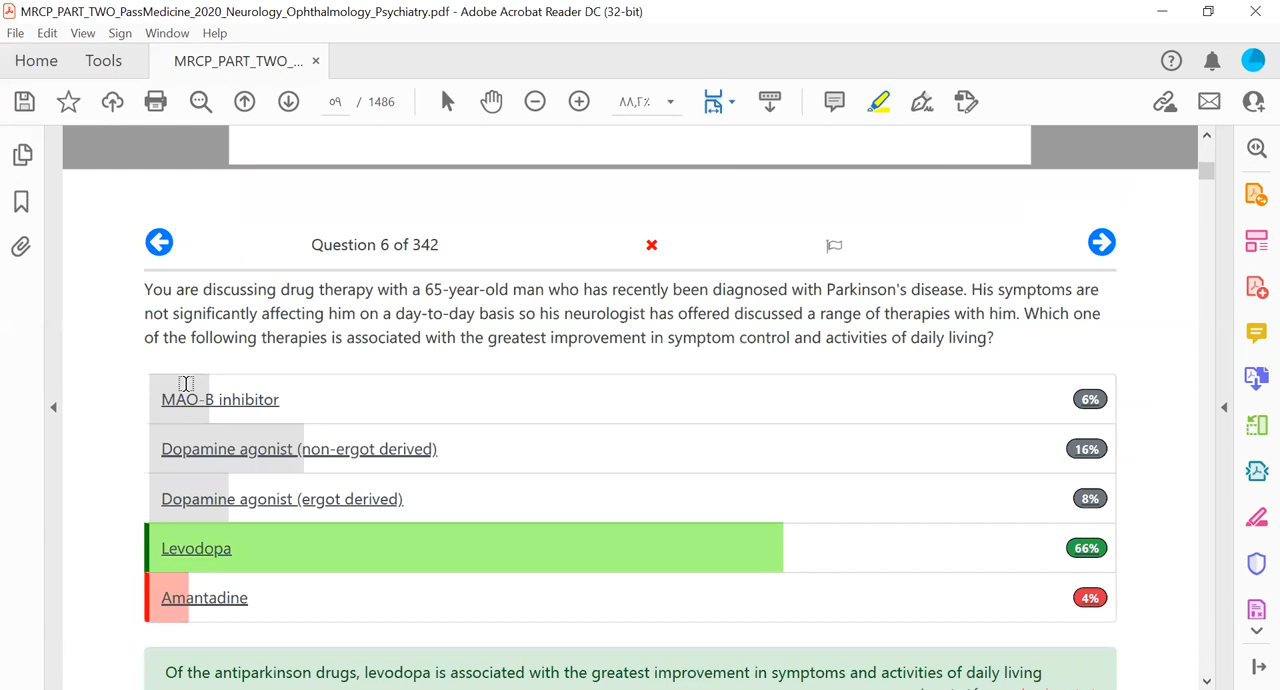 MRCP_PART_TWO_PassMedicine_2020_Neurology_Ophthalmology_Psychiatry.pdf - Adobe Acrobat Reader DC (32-bit)
File Edit View Sign Window Help
Home Tools MRCP_PART_TWO_... ×
٥٩ / 1486 ٨٨,٢٪
Question 6 of 342
You are discussing drug therapy with a 65-year-old man who has recently been diagnosed with Parkinson's disease. His symptoms are
not significantly affecting him on a day-to-day basis so his neurologist has offered discussed a range of therapies with him. Which one
of the following therapies is associated with the greatest improvement in symptom control and activities of daily living?
MAO-B inhibitor 6%
Dopamine agonist (non-ergot derived) 16%
Dopamine agonist (ergot derived) 8%
Levodopa 66%
Amantadine 4%
Of the antiparkinson drugs, levodopa is associated with the greatest improvement in symptoms and activities of daily living